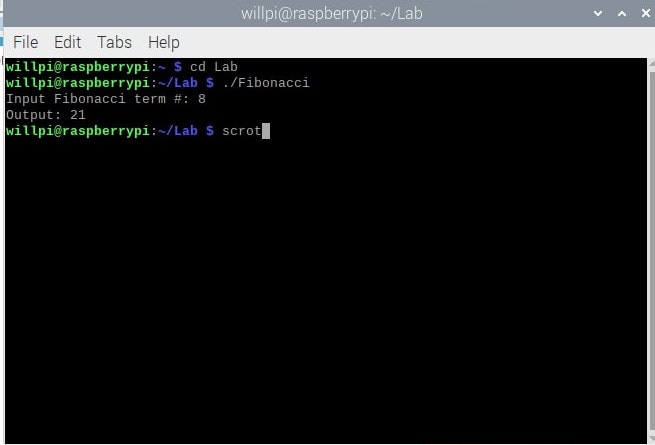 willpi@raspberrypi: ~/Lab
File Edit Tabs Help
willpi@raspberrypi:~ $ cd Lab
willpi@raspberrypi:~/Lab $ ./Fibonacci
Input Fibonacci term #: 8
Output: 21
willpi@raspberrypi:~/Lab $ scrot